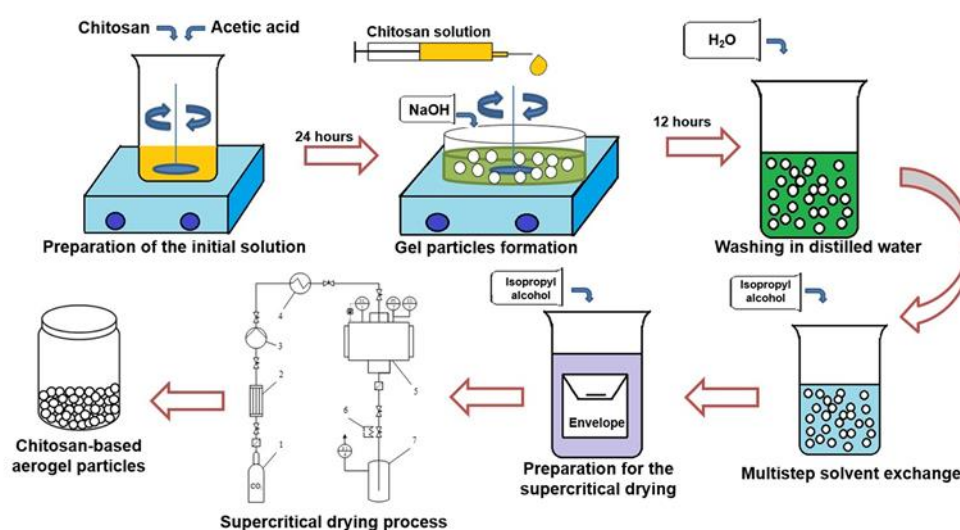 Chitosan
Acetic acid
Preparation of the initial solution
24 hours
Chitosan solution
NaOH
Gel particles formation
12 hours
H₂O
Washing in distilled water
Isopropyl
alcohol
Multistep solvent exchange
Isopropyl
alcohol
Envelope
Preparation for the
supercritical drying
4
3
2
1
CO₂
5
6
7
Supercritical drying process
Chitosan-based
aerogel particles